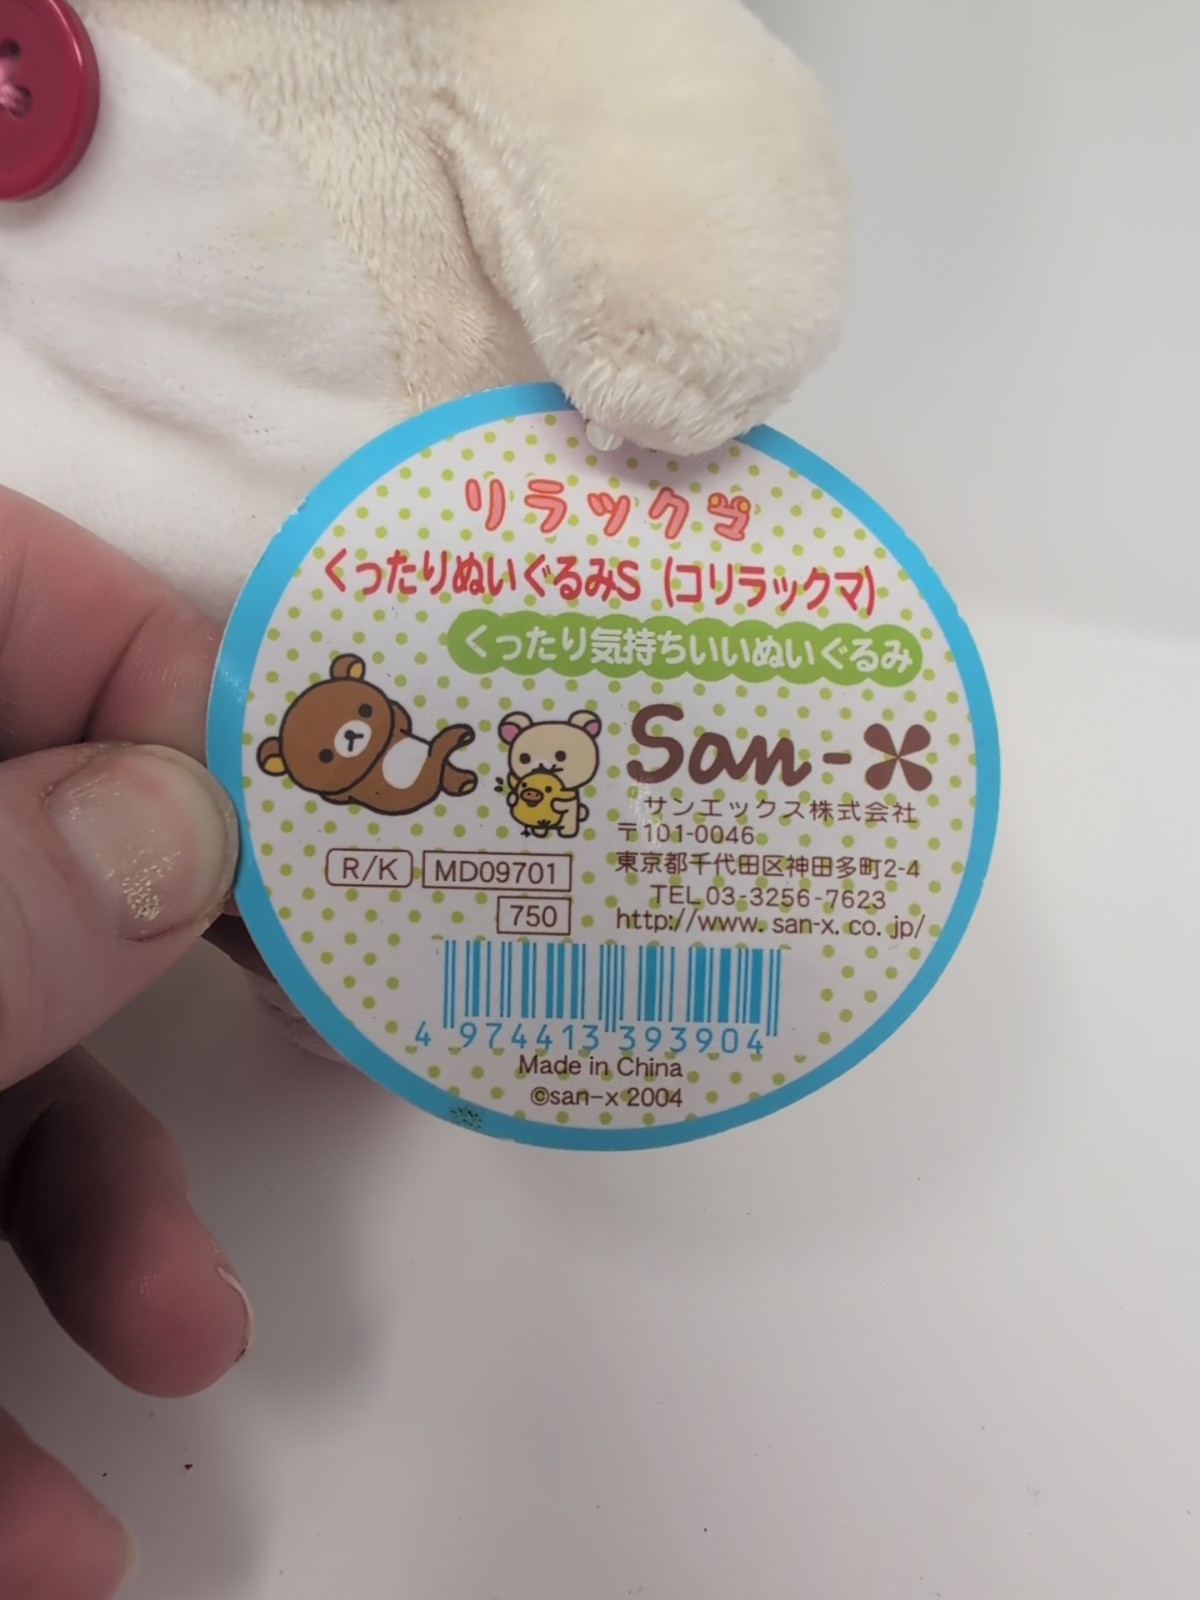 リラックマ
くったりぬいぐるみS (コリラックマ)
くったり気持ちいいぬいぐるみ
San-X
サンエックス株式会社
〒101-0046
東京都千代田区神田多町2-4
TEL 03-3256-7623
http://www.san-x.co.jp/
R/K MD09701
750
4 974413 393904
Made in China
©san-x 2004